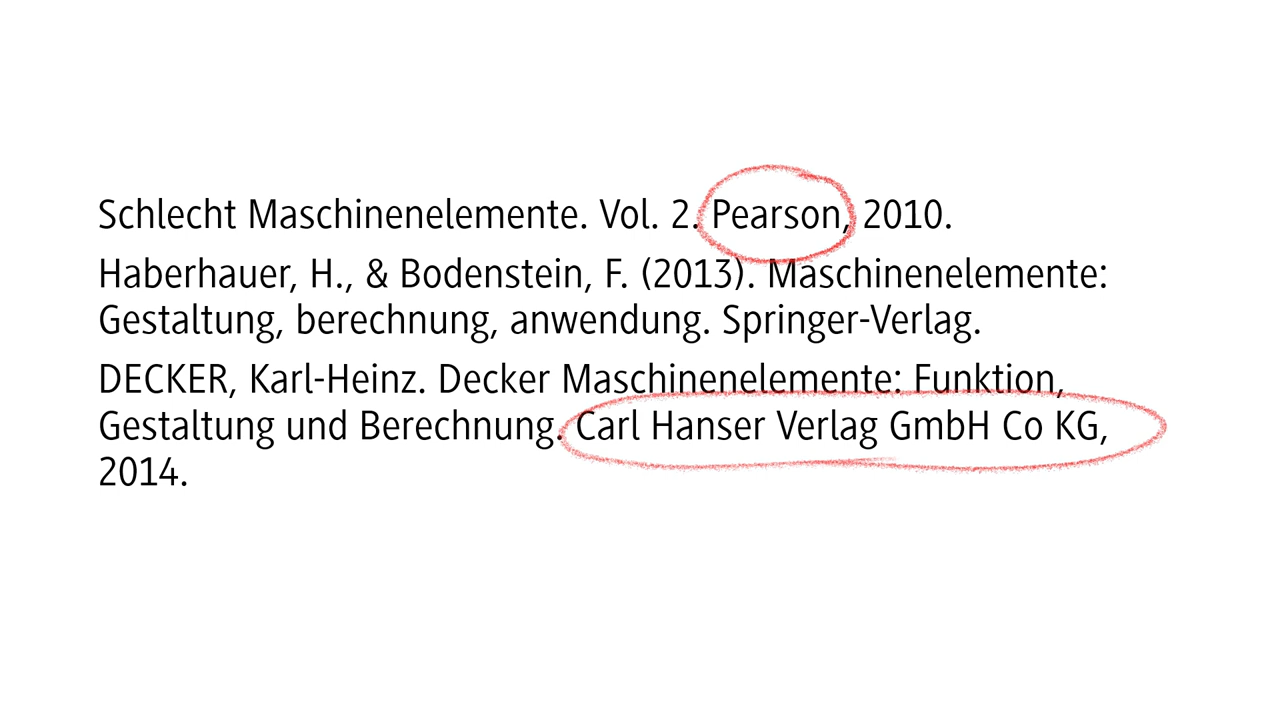 Schlecht Maschinenelemente. Vol. 2. Pearson, 2010.
Haberhauer, H., & Bodenstein, F. (2013). Maschinenelemente:
Gestaltung, berechnung, anwendung. Springer-Verlag.
DECKER, Karl-Heinz. Decker Maschinenelemente: Funktion,
Gestaltung und Berechnung. Carl Hanser Verlag GmbH Co KG,
2014.